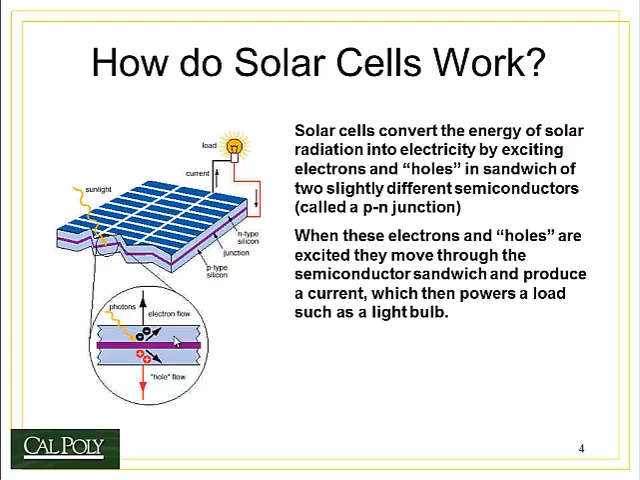 How do Solar Cells Work?
Solar cells convert the energy of solar
radiation into electricity by exciting
electrons and “holes” in sandwich of
two slightly different semiconductors
(called a p-n junction)
When these electrons and “holes” are
excited they move through the
semiconductor sandwich and produce
a current, which then powers a load
such as a light bulb.
load
current
sunlight
n-type
silicon
junction
p-type
silicon
photons
electron flow
"hole" flow
CAL POLY
4